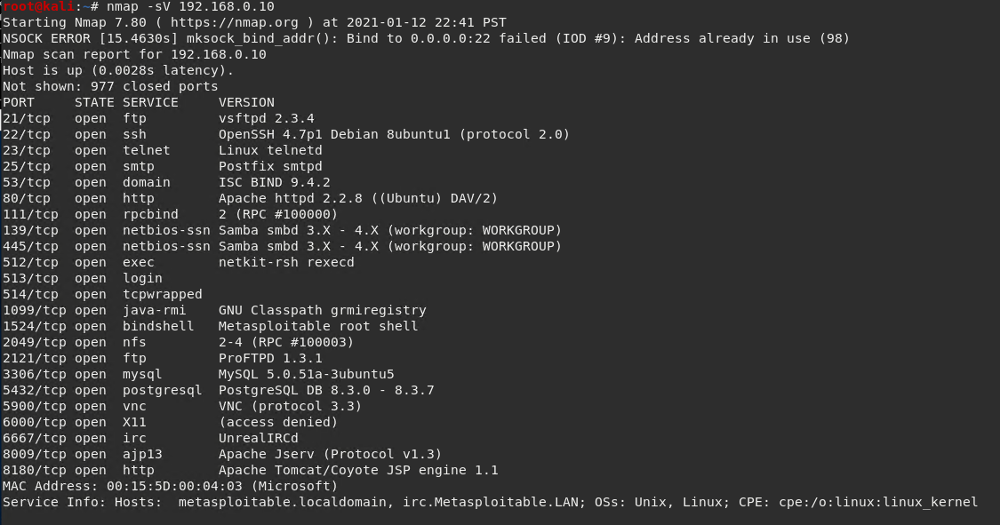 root@kali:~# nmap -sV 192.168.0.10
Starting Nmap 7.80 ( https://nmap.org ) at 2021-01-12 22:41 PST
NSOCK ERROR [15.4630s] mksock_bind_addr(): Bind to 0.0.0.0:22 failed (IOD #9): Address already in use (98)
Nmap scan report for 192.168.0.10
Host is up (0.0028s latency).
Not shown: 977 closed ports
PORT     STATE SERVICE     VERSION
21/tcp   open  ftp         vsftpd 2.3.4
22/tcp   open  ssh         OpenSSH 4.7p1 Debian 8ubuntu1 (protocol 2.0)
23/tcp   open  telnet      Linux telnetd
25/tcp   open  smtp        Postfix smtpd
53/tcp   open  domain      ISC BIND 9.4.2
80/tcp   open  http        Apache httpd 2.2.8 ((Ubuntu) DAV/2)
111/tcp  open  rpcbind     2 (RPC #100000)
139/tcp  open  netbios-ssn Samba smbd 3.X - 4.X (workgroup: WORKGROUP)
445/tcp  open  netbios-ssn Samba smbd 3.X - 4.X (workgroup: WORKGROUP)
512/tcp  open  exec        netkit-rsh rexecd
513/tcp  open  login
514/tcp  open  tcpwrapped
1099/tcp open  java-rmi    GNU Classpath grmiregistry
1524/tcp open  bindshell   Metasploitable root shell
2049/tcp open  nfs         2-4 (RPC #100003)
2121/tcp open  ftp         ProFTPD 1.3.1
3306/tcp open  mysql       MySQL 5.0.51a-3ubuntu5
5432/tcp open  postgresql  PostgreSQL DB 8.3.0 - 8.3.7
5900/tcp open  vnc         VNC (protocol 3.3)
6000/tcp open  X11         (access denied)
6667/tcp open  irc         UnrealIRCd
8009/tcp open  ajp13       Apache Jserv (Protocol v1.3)
8180/tcp open  http        Apache Tomcat/Coyote JSP engine 1.1
MAC Address: 00:15:5D:00:04:03 (Microsoft)
Service Info: Hosts:  metasploitable.localdomain, irc.Metasploitable.LAN; OSs: Unix, Linux; CPE: cpe:/o:linux:linux_kernel